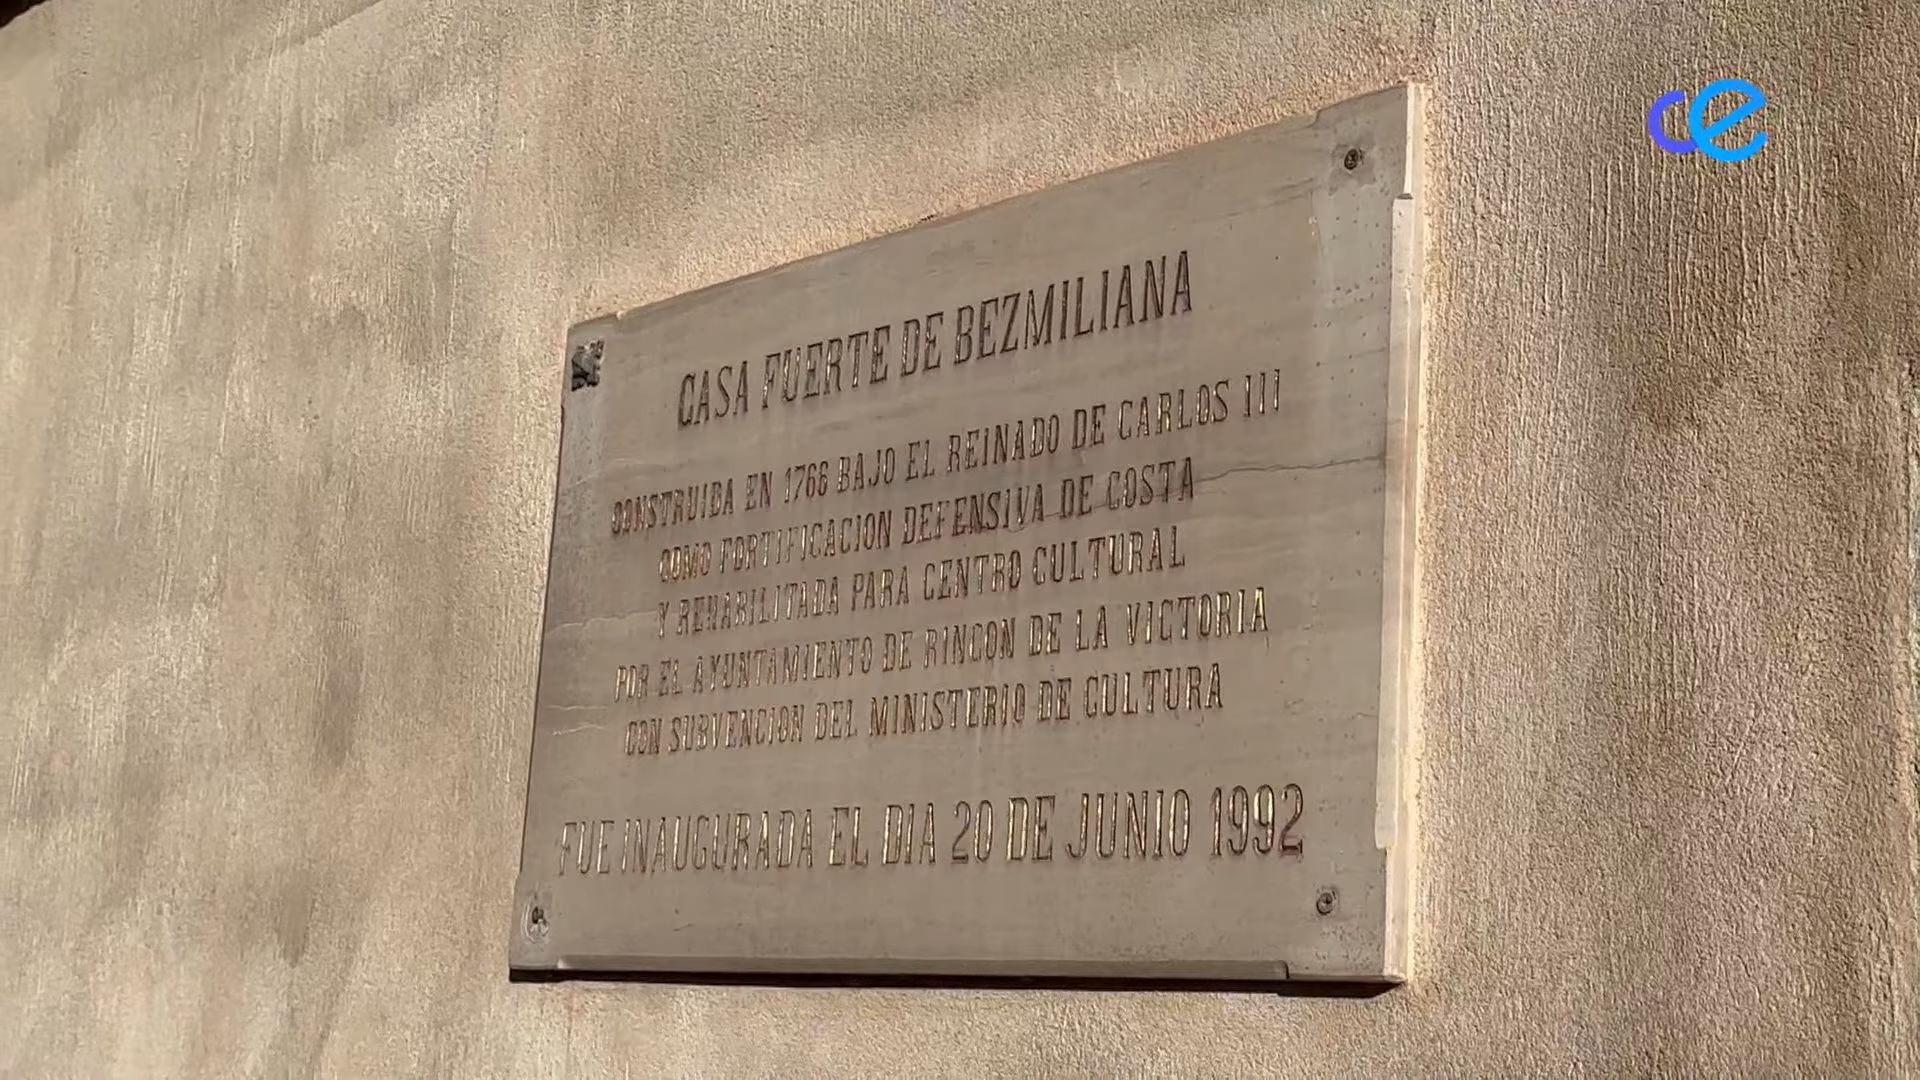 ce
CASA FUERTE DE BEZMILIANA
CONSTRUIDA EN 1766 BAJO EL REINADO DE CARLOS III
COMO FORTIFICACION DEFENSIVA DE COSTA
Y REHABILITADA PARA CENTRO CULTURAL
POR EL AYUNTAMIENTO DE RINCON DE LA VICTORIA
CON SUBVENCION DEL MINISTERIO DE CULTURA
FUE INAUGURADA EL DIA 20 DE JUNIO 1992